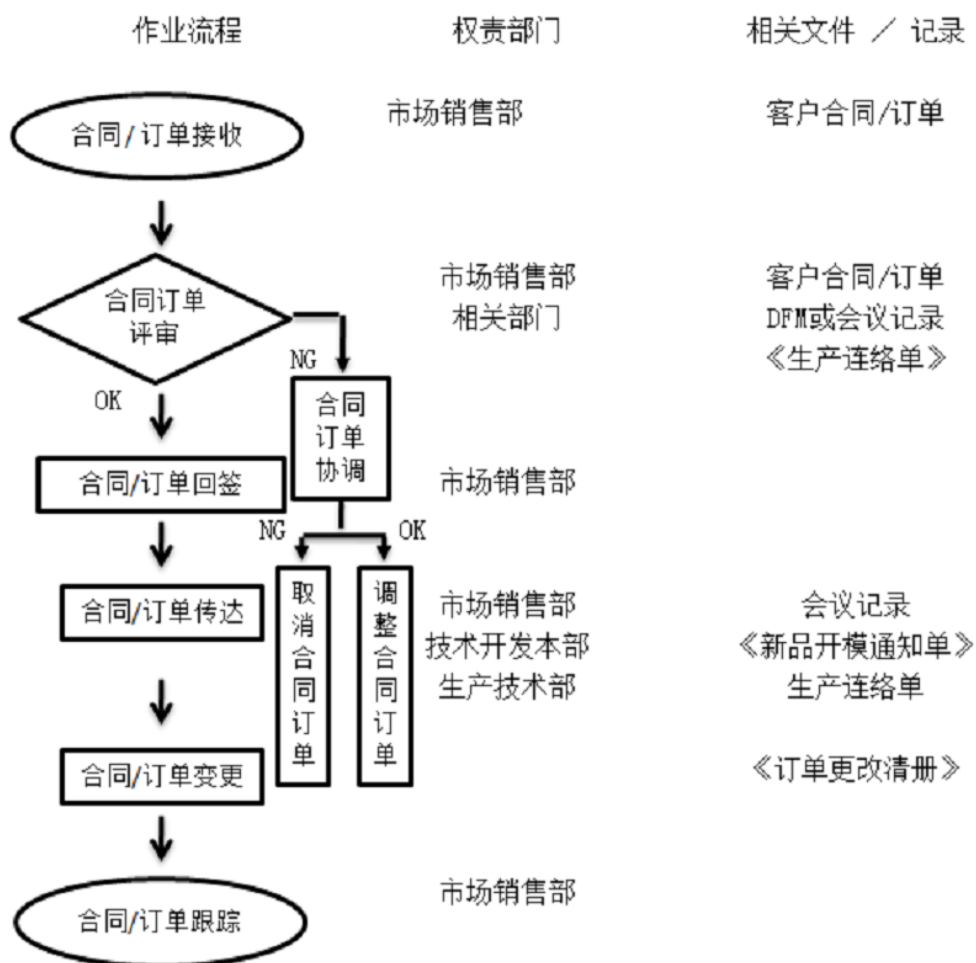 作业流程 权责部门 相关文件 / 记录
合同/订单接收 市场销售部 客户合同/订单
合同订单
评审
市场销售部
相关部门
客户合同/订单
DFM或会议记录
《生产连络单》
NG
OK
合同
订单
协调
合同/订单回签 市场销售部
NG OK
取消合同订单
调整合同订单
合同/订单传达
市场销售部
技术开发本部
生产技术部
会议记录
《新品开模通知单》
生产连络单
合同/订单变更 《订单更改清册》
合同/订单跟踪 市场销售部